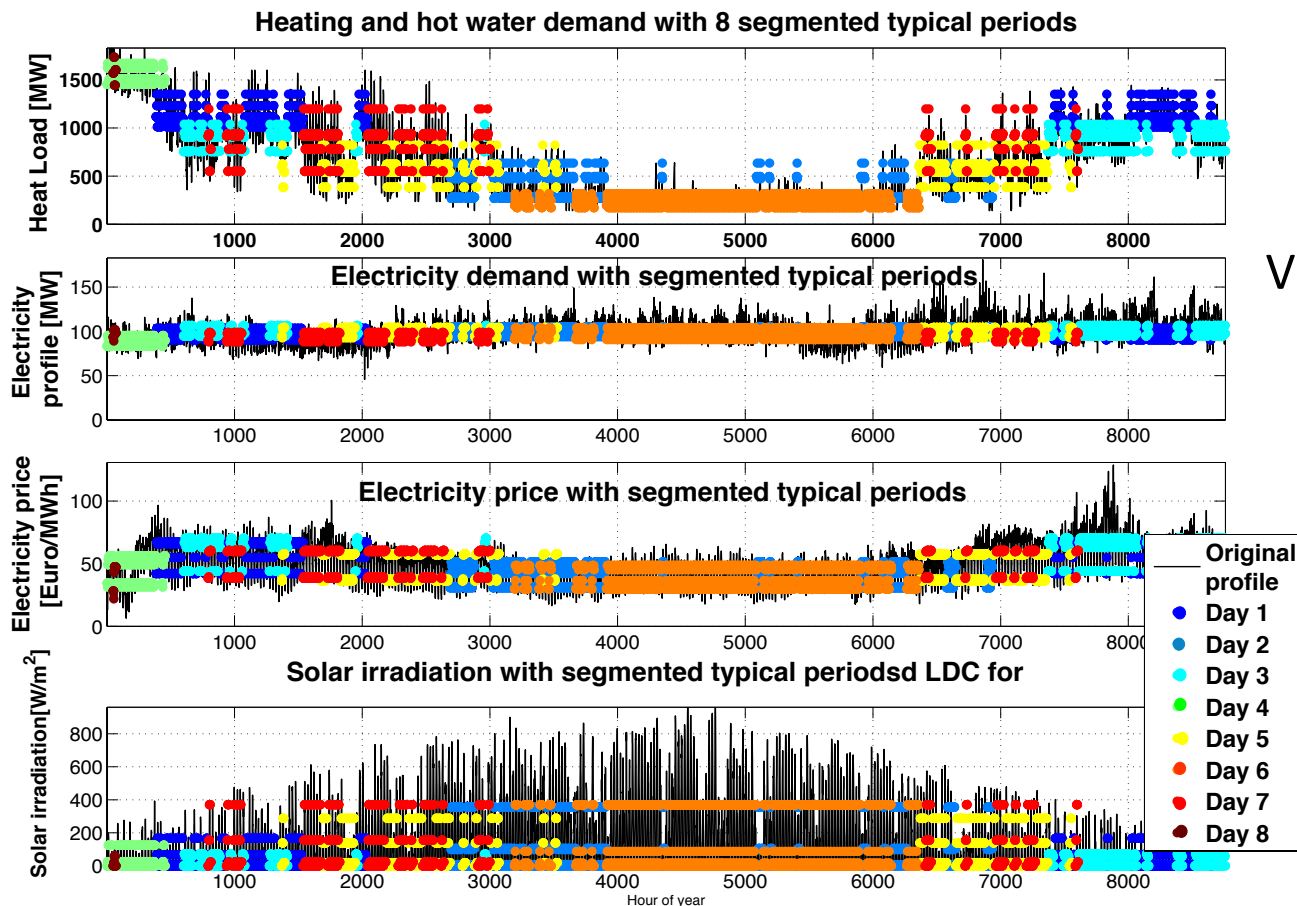 Heating and hot water demand with 8 segmented typical periods
Heat Load [MW]
1500
1000
500
0
1000 2000 3000 4000 5000 6000 7000 8000
Electricity demand with segmented typical periods
Electricity
profile [MW]
150
100
50
0
1000 2000 3000 4000 5000 6000 7000 8000
V
Electricity price with segmented typical periods
Electricity price
[Euro/MWh]
100
50
0
1000 2000 3000 4000 5000 6000 7000 8000
Original
profile
Day 1
Day 2
Day 3
Day 4
Day 5
Day 6
Day 7
Day 8
Solar irradiation with segmented typical periodsd LDC for
Solar irradiation[W/m²]
800
600
400
200
0
1000 2000 3000 4000 5000 6000 7000 8000
Hour of year